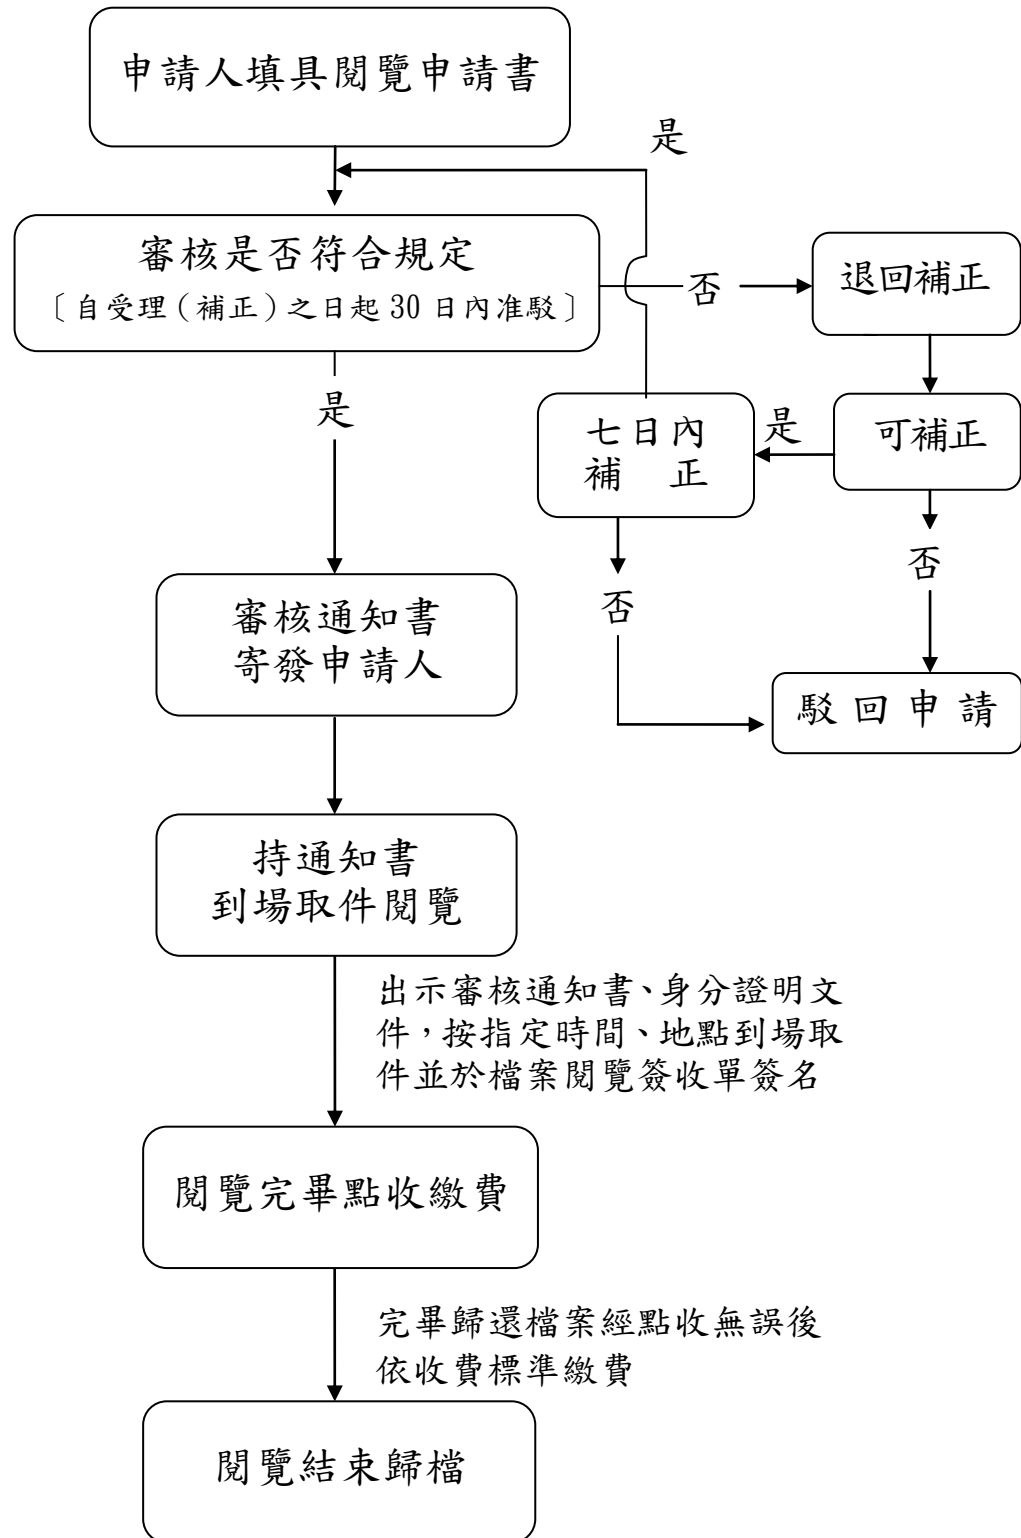 申請人填具閱覽申請書
是
審核是否符合規定
〔自受理(補正)之日起30日內准駁〕
否
退回補正
是
七日內
補　正
是
可補正
否
否
審核通知書
寄發申請人
駁回申請
持通知書
到場取件閱覽
出示審核通知書、身分證明文
件，按指定時間、地點到場取
件並於檔案閱覽簽收單簽名
閱覽完畢點收繳費
完畢歸還檔案經點收無誤後
依收費標準繳費
閱覽結束歸檔